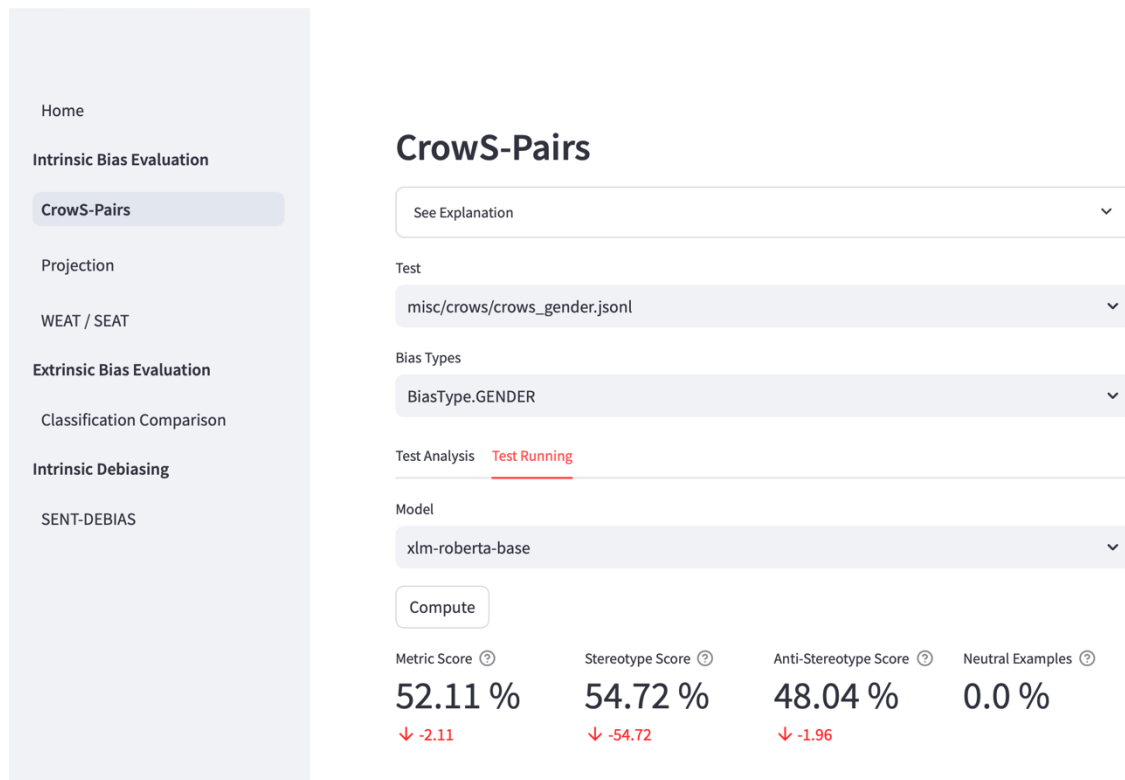 Home
Intrinsic Bias Evaluation
CrowS-Pairs
Projection
WEAT / SEAT
Extrinsic Bias Evaluation
Classification Comparison
Intrinsic Debiasing
SENT-DEBIAS
CrowS-Pairs
See Explanation
Test
misc/crows/crows_gender.jsonl
Bias Types
BiasType.GENDER
Test Analysis Test Running
Model
xlm-roberta-base
Compute
Metric Score ? Stereotype Score ? Anti-Stereotype Score ? Neutral Examples ?
52.11 % 54.72 % 48.04 % 0.0 %
↓ -2.11 ↓ -54.72 ↓ -1.96